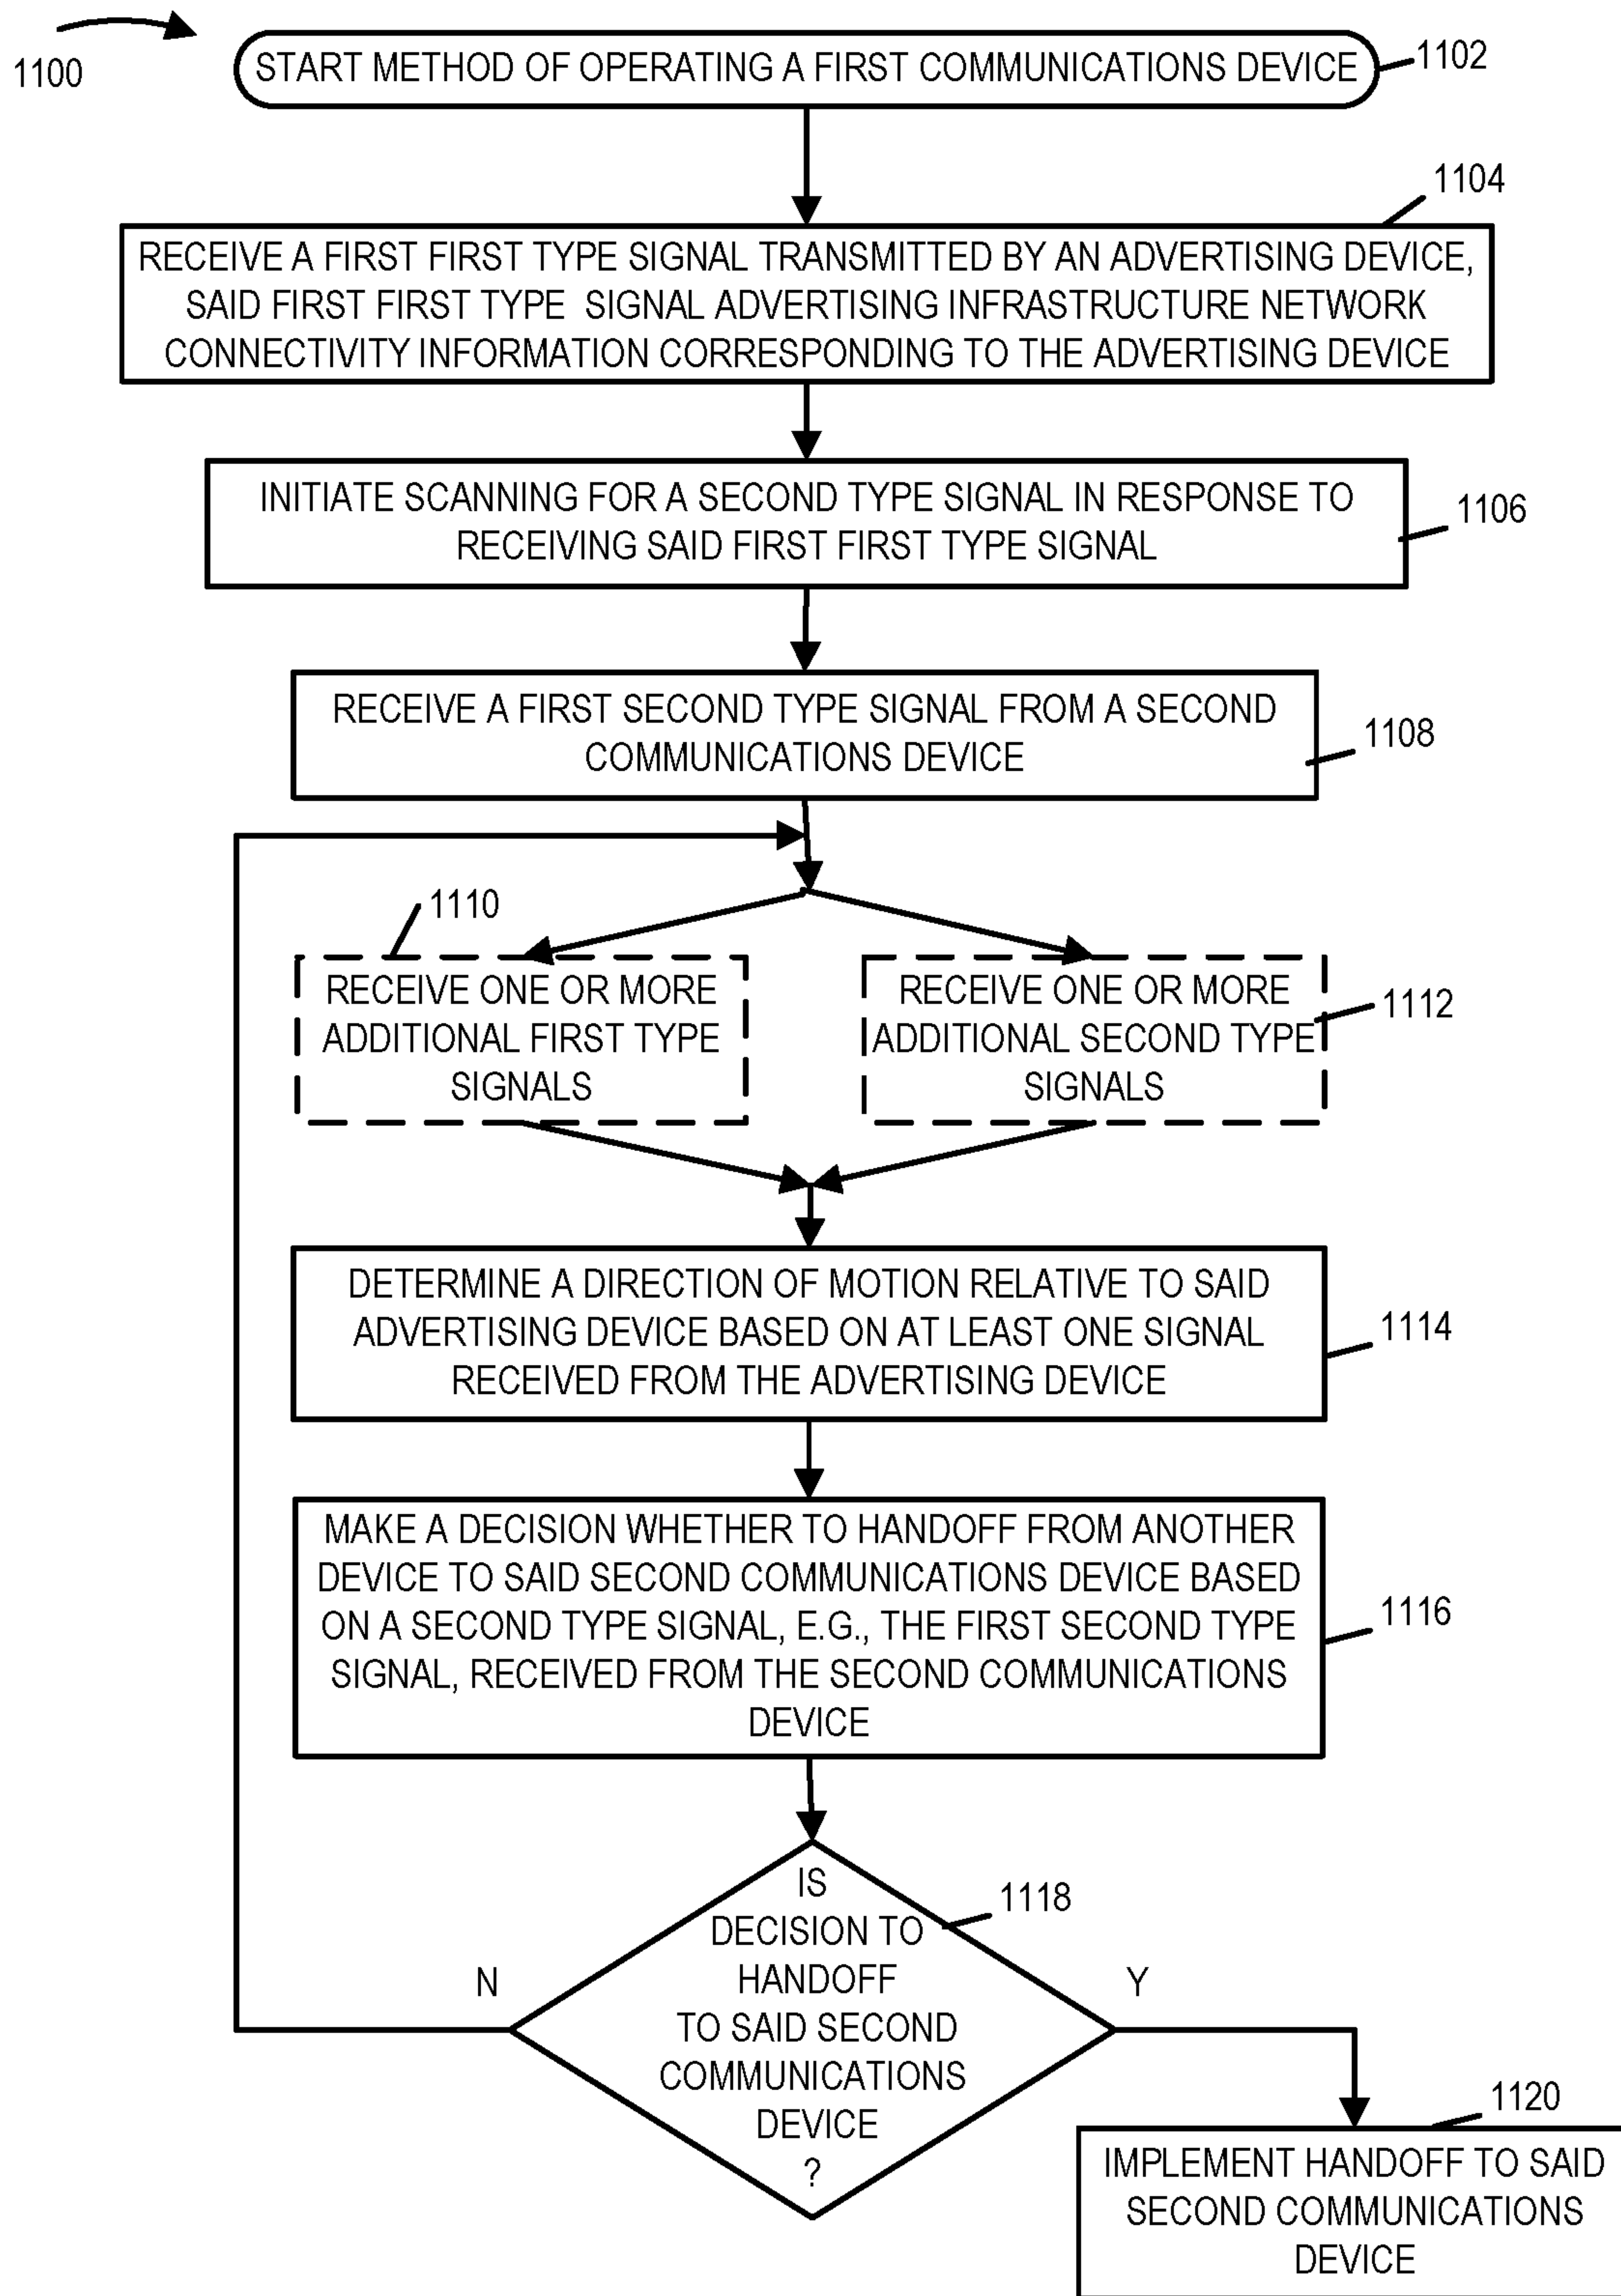 1100
START METHOD OF OPERATING A FIRST COMMUNICATIONS DEVICE
1102
1104
RECEIVE A FIRST FIRST TYPE SIGNAL TRANSMITTED BY AN ADVERTISING DEVICE,
SAID FIRST FIRST TYPE SIGNAL ADVERTISING INFRASTRUCTURE NETWORK
CONNECTIVITY INFORMATION CORRESPONDING TO THE ADVERTISING DEVICE
INITIATE SCANNING FOR A SECOND TYPE SIGNAL IN RESPONSE TO
RECEIVING SAID FIRST FIRST TYPE SIGNAL
1106
RECEIVE A FIRST SECOND TYPE SIGNAL FROM A SECOND
COMMUNICATIONS DEVICE
1108
1110
RECEIVE ONE OR MORE
ADDITIONAL FIRST TYPE
SIGNALS
RECEIVE ONE OR MORE
ADDITIONAL SECOND TYPE
SIGNALS
1112
DETERMINE A DIRECTION OF MOTION RELATIVE TO SAID
ADVERTISING DEVICE BASED ON AT LEAST ONE SIGNAL
RECEIVED FROM THE ADVERTISING DEVICE
1114
MAKE A DECISION WHETHER TO HANDOFF FROM ANOTHER
DEVICE TO SAID SECOND COMMUNICATIONS DEVICE BASED
ON A SECOND TYPE SIGNAL, E.G., THE FIRST SECOND TYPE
SIGNAL, RECEIVED FROM THE SECOND COMMUNICATIONS
DEVICE
1116
IS
DECISION TO
HANDOFF
TO SAID SECOND
COMMUNICATIONS
DEVICE
?
1118
N
Y
1120
IMPLEMENT HANDOFF TO SAID
SECOND COMMUNICATIONS
DEVICE